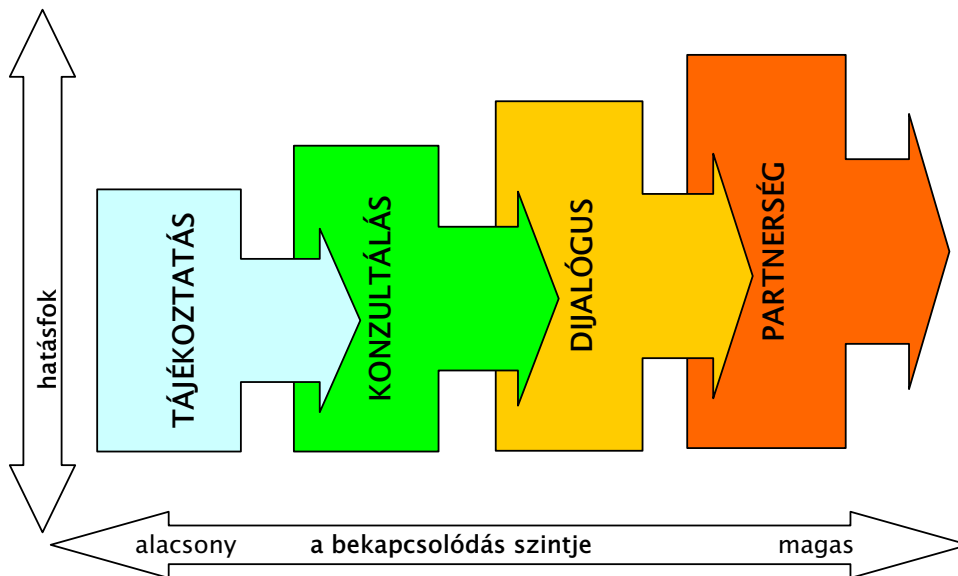 hatásfok
TÁJÉKOZTATÁS
KONZULTÁLÁS
DIJALÓGUS
PARTNERSÉG
alacsony a bekapcsolódás szintje magas